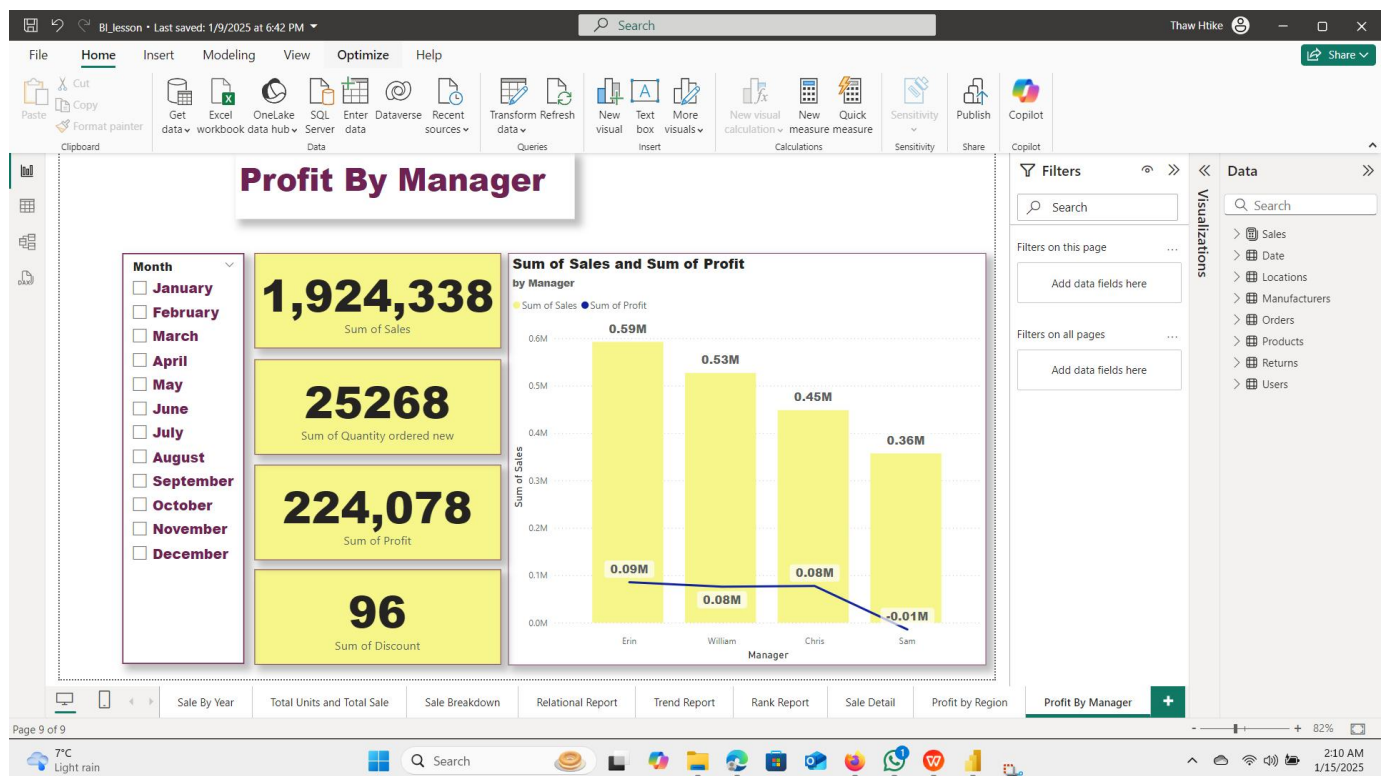 BI_lesson • Last saved: 1/9/2025 at 6:42 PM
Search
Thaw Htike
File Home Insert Modeling View Optimize Help
Share
Paste
Cut
Copy
Format painter
Clipboard
Get data
Excel workbook
OneLake data hub
SQL Server
Enter data
Dataverse
Recent sources
Data
Transform data
Refresh
Queries
New visual
Text box
More visuals
Insert
New visual calculation
New measure
Quick measure
Calculations
Sensitivity
Sensitivity
Publish
Share
Copilot
Copilot
Profit By Manager
Month
January
February
March
April
May
June
July
August
September
October
November
December
1,924,338
Sum of Sales
25268
Sum of Quantity ordered new
224,078
Sum of Profit
96
Sum of Discount
Sum of Sales and Sum of Profit
by Manager
Sum of Sales Sum of Profit
Sum of Sales
0.6M
0.5M
0.4M
0.3M
0.2M
0.1M
0.0M
0.59M
0.53M
0.45M
0.36M
0.09M
0.08M
0.08M
-0.01M
Erin William Chris Sam
Manager
Filters
Search
Filters on this page
Add data fields here
Filters on all pages
Add data fields here
Visualizations
Data
Search
Sales
Date
Locations
Manufacturers
Orders
Products
Returns
Users
Sale By Year
Total Units and Total Sale
Sale Breakdown
Relational Report
Trend Report
Rank Report
Sale Detail
Profit by Region
Profit By Manager
Page 9 of 9
82%
7°C
Light rain
Search
1
2:10 AM
1/15/2025